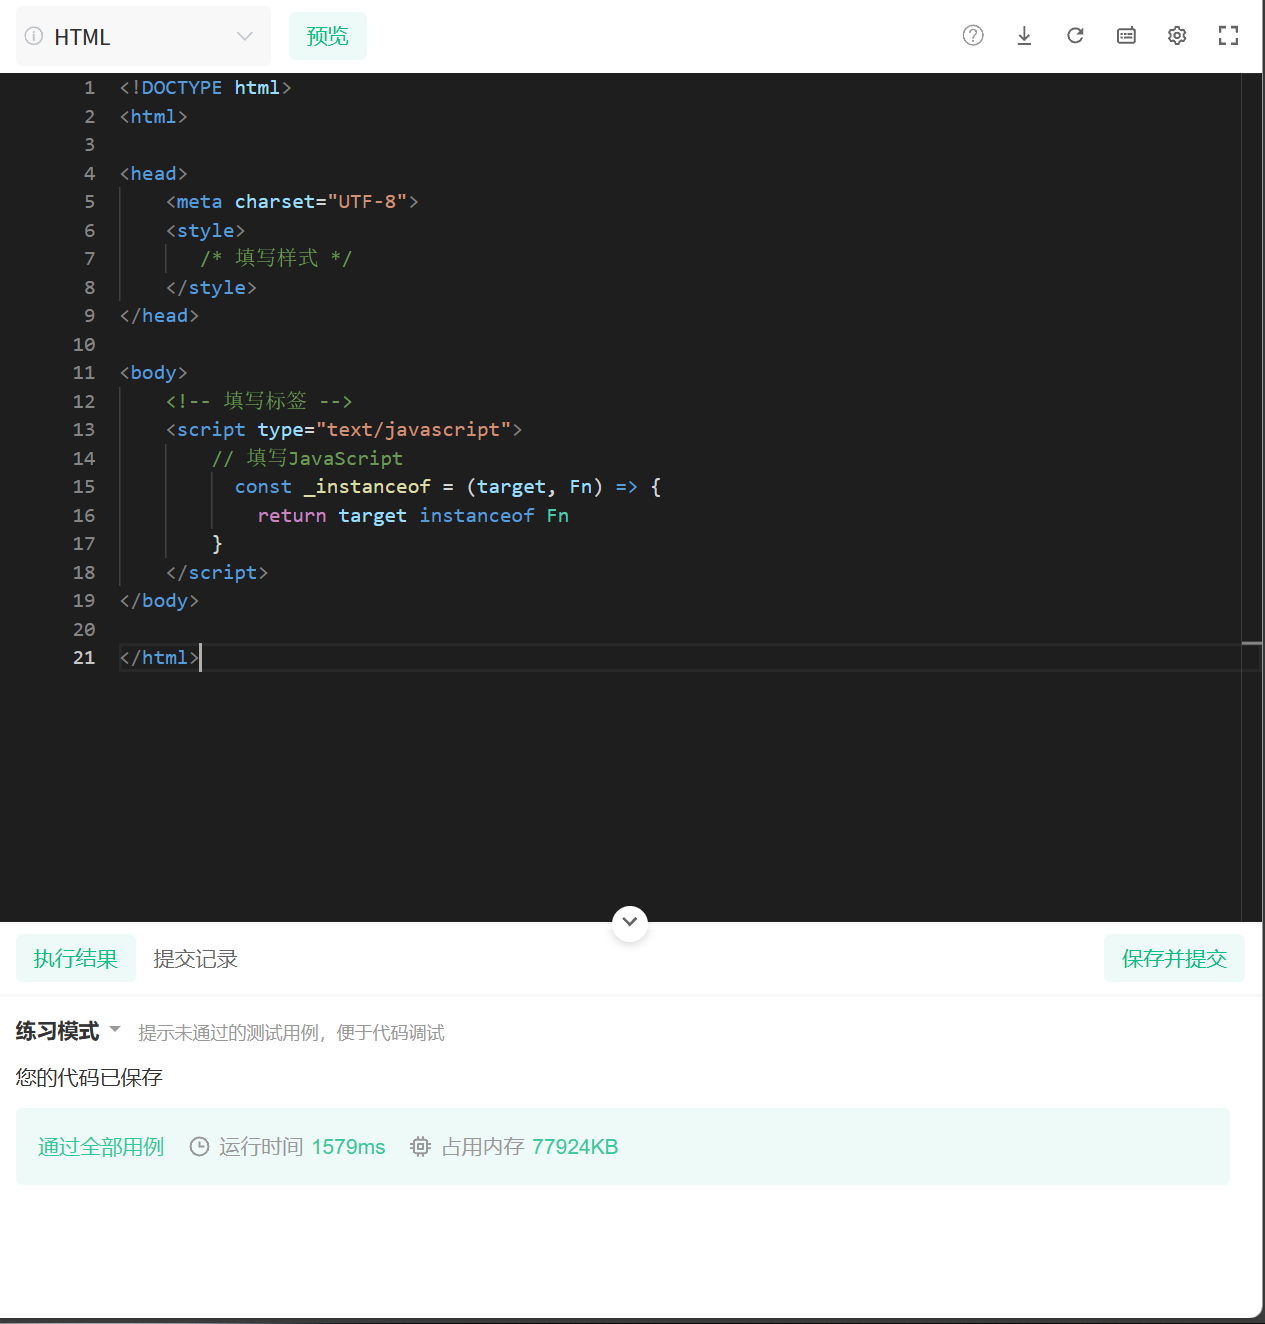 HTML
预览
1 <!DOCTYPE html>
2 <html>
3
4 <head>
5     <meta charset="UTF-8">
6     <style>
7        /* 填写样式 */
8     </style>
9 </head>
10
11 <body>
12     <!-- 填写标签 -->
13     <script type="text/javascript">
14         // 填写JavaScript
15           const _instanceof = (target, Fn) => {
16             return target instanceof Fn
17         }
18     </script>
19 </body>
20
21 </html>
执行结果 提交记录 保存并提交
练习模式 提示未通过的测试用例，便于代码调试
您的代码已保存
通过全部用例 运行时间 1579ms 占用内存 77924KB